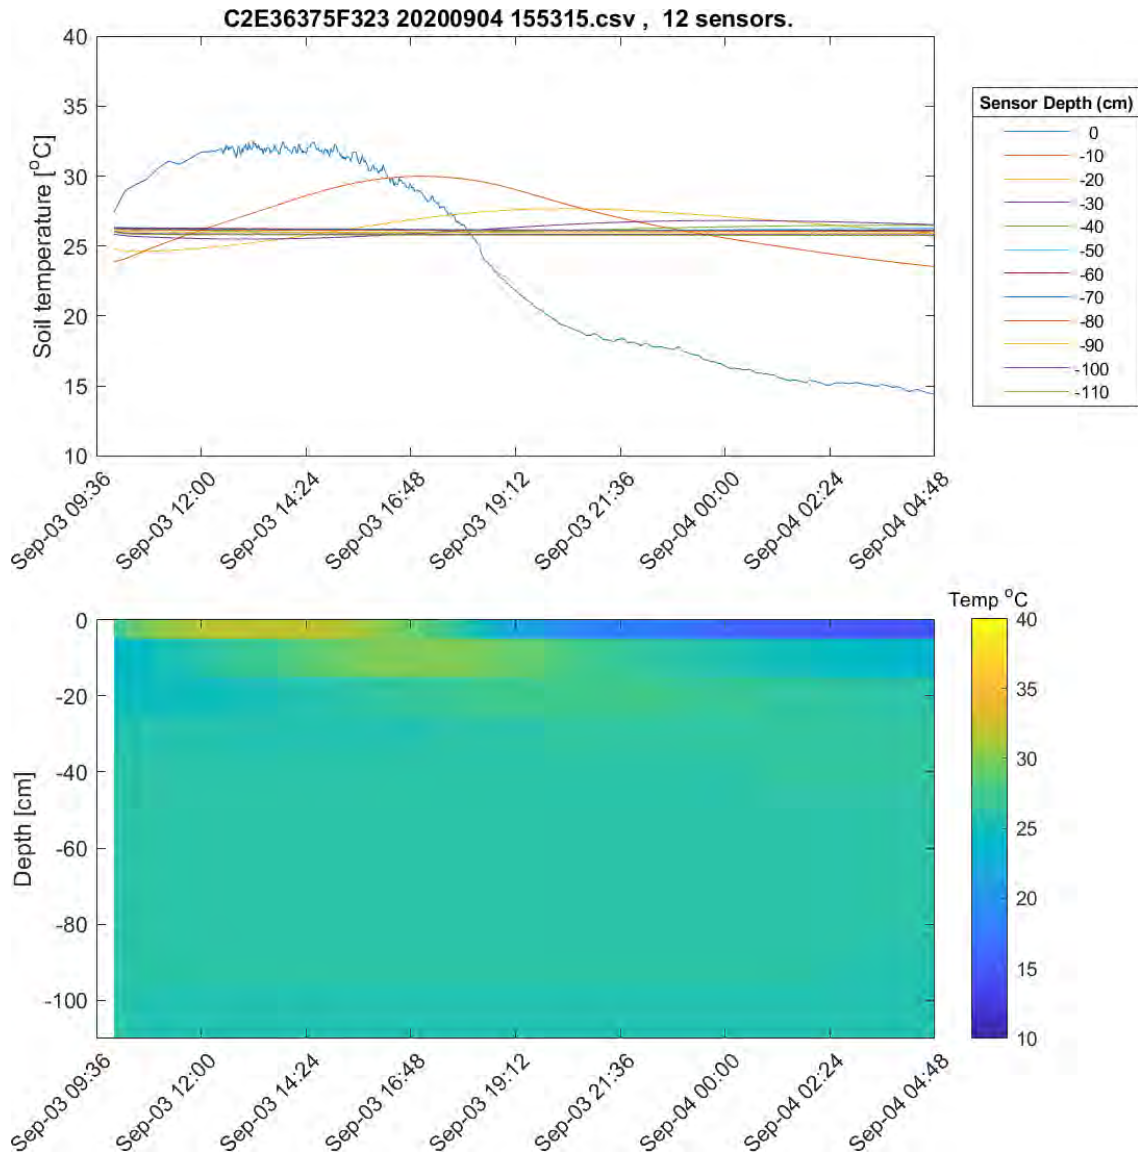 C2E36375F323 20200904 155315.csv , 12 sensors.
40
35
30
25
20
15
10
Soil temperature [°C]
Sep-03 09:36
Sep-03 12:00
Sep-03 14:24
Sep-03 16:48
Sep-03 19:12
Sep-03 21:36
Sep-04 00:00
Sep-04 02:24
Sep-04 04:48
Sensor Depth (cm)
0
-10
-20
-30
-40
-50
-60
-70
-80
-90
-100
-110
0
-20
-40
-60
-80
-100
Depth [cm]
Sep-03 09:36
Sep-03 12:00
Sep-03 14:24
Sep-03 16:48
Sep-03 19:12
Sep-03 21:36
Sep-04 00:00
Sep-04 02:24
Sep-04 04:48
Temp °C
40
35
30
25
20
15
10